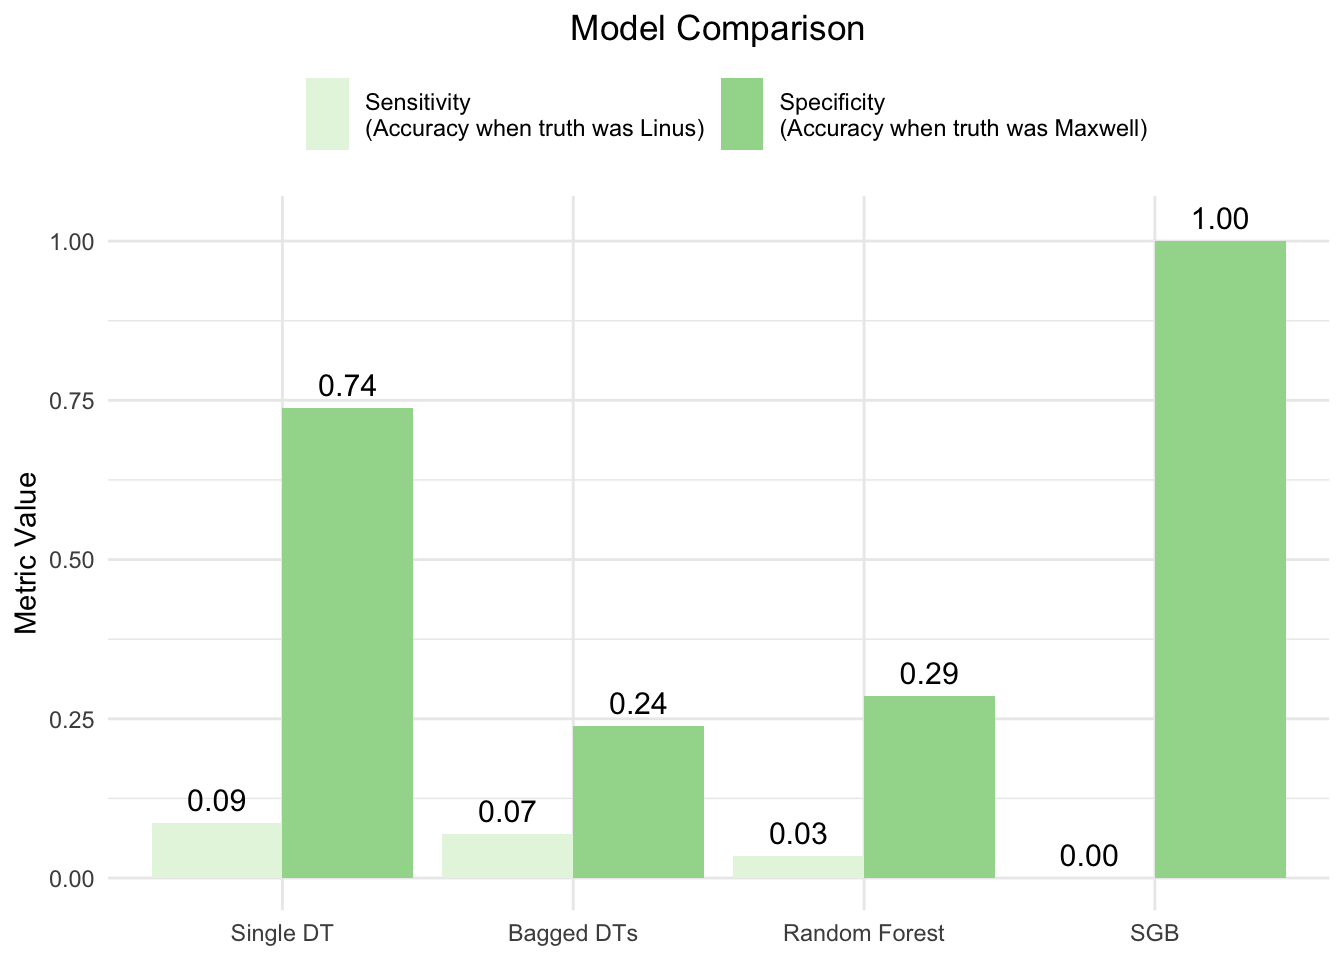 Model Comparison
Sensitivity
(Accuracy when truth was Linus)
Specificity
(Accuracy when truth was Maxwell)
Metric Value
1.00
0.75
0.50
0.25
0.00
0.09
0.74
0.07
0.24
0.03
0.29
0.00
1.00
Single DT
Bagged DTs
Random Forest
SGB